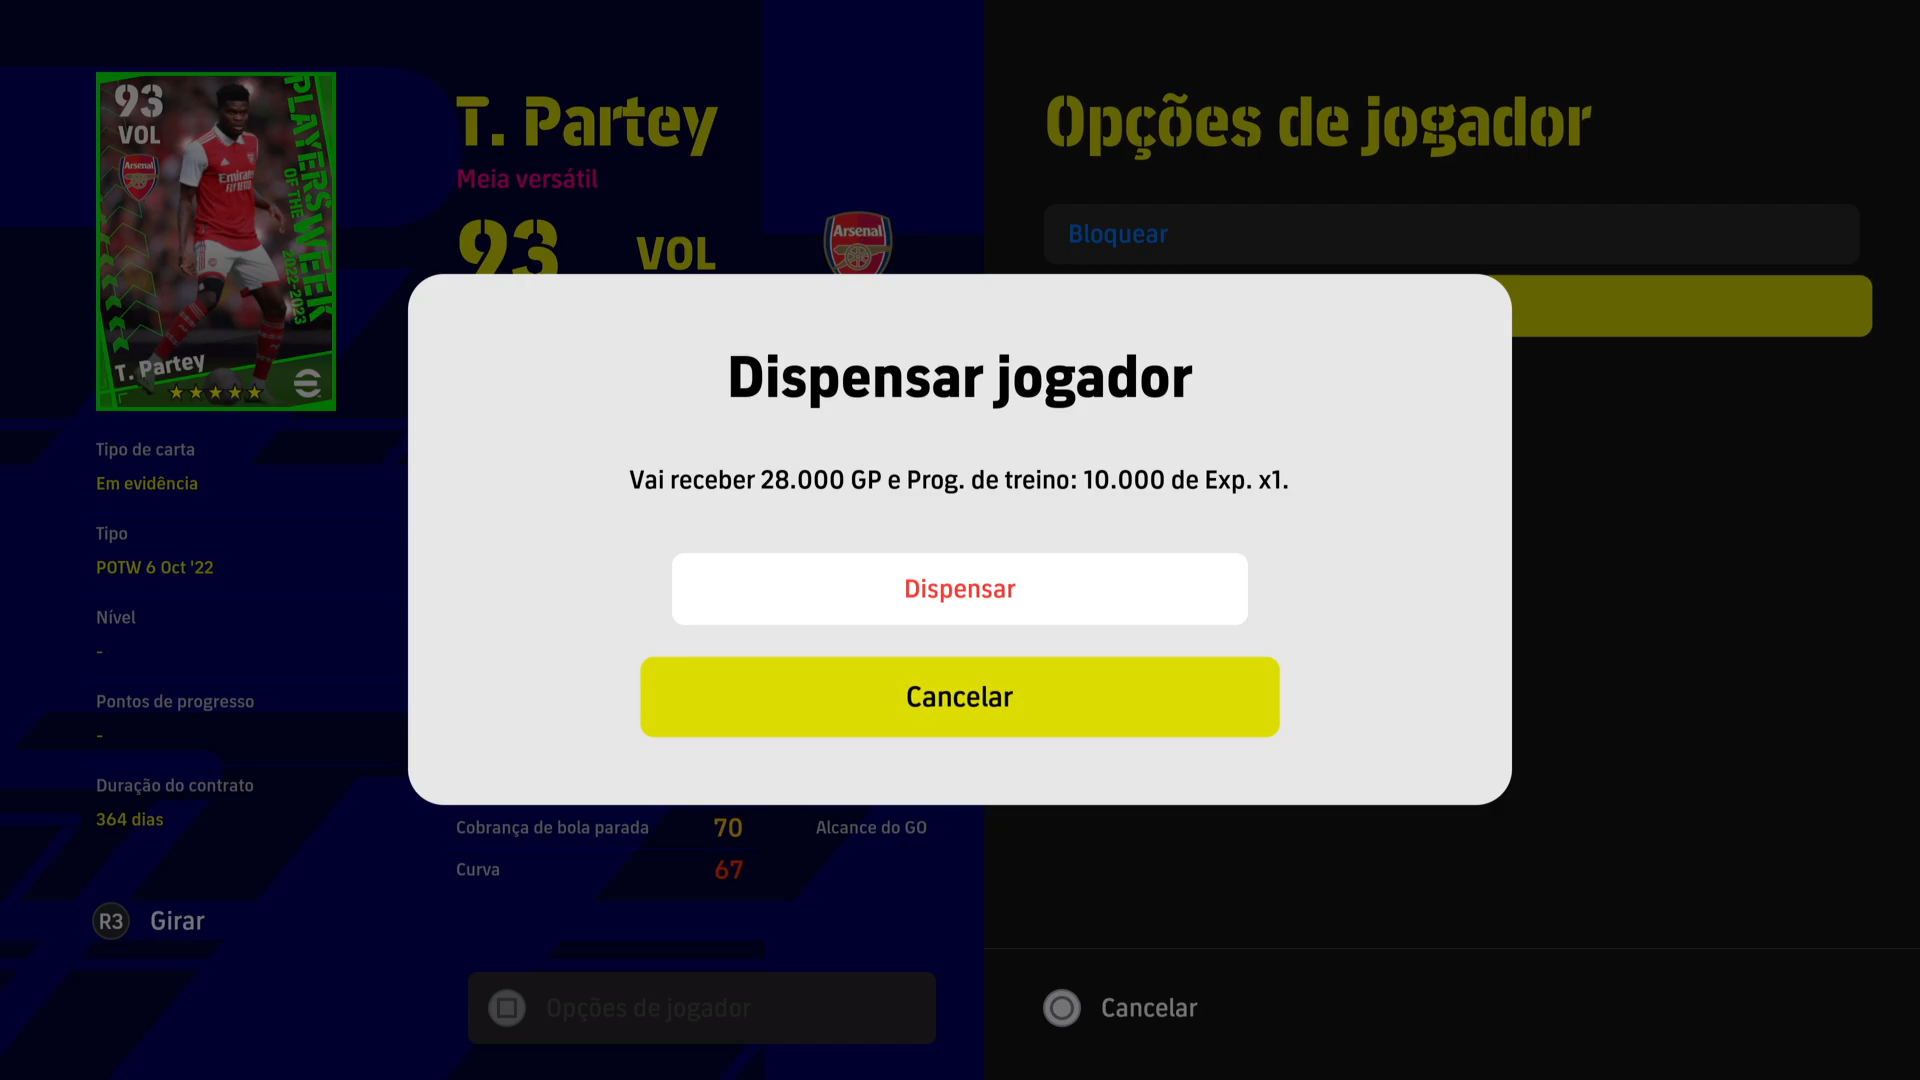 93
VOL
Arsenal
Emirates
FLY BETTER
PLAYERS OF THE WEEK
2022-2023
T. Partey
T. Partey
Meia versátil
93
VOL
Arsenal
Tipo de carta
Em evidência
Tipo
POTW 6 Oct '22
Nível
-
Pontos de progresso
-
Duração do contrato
364 dias
R3 Girar
Cobrança de bola parada 70 Alcance do GO
Curva 67
Opções de jogador
Opções de jogador
Bloquear
Dispensar jogador
Vai receber 28.000 GP e Prog. de treino: 10.000 de Exp. x1.
Dispensar
Cancelar
Cancelar